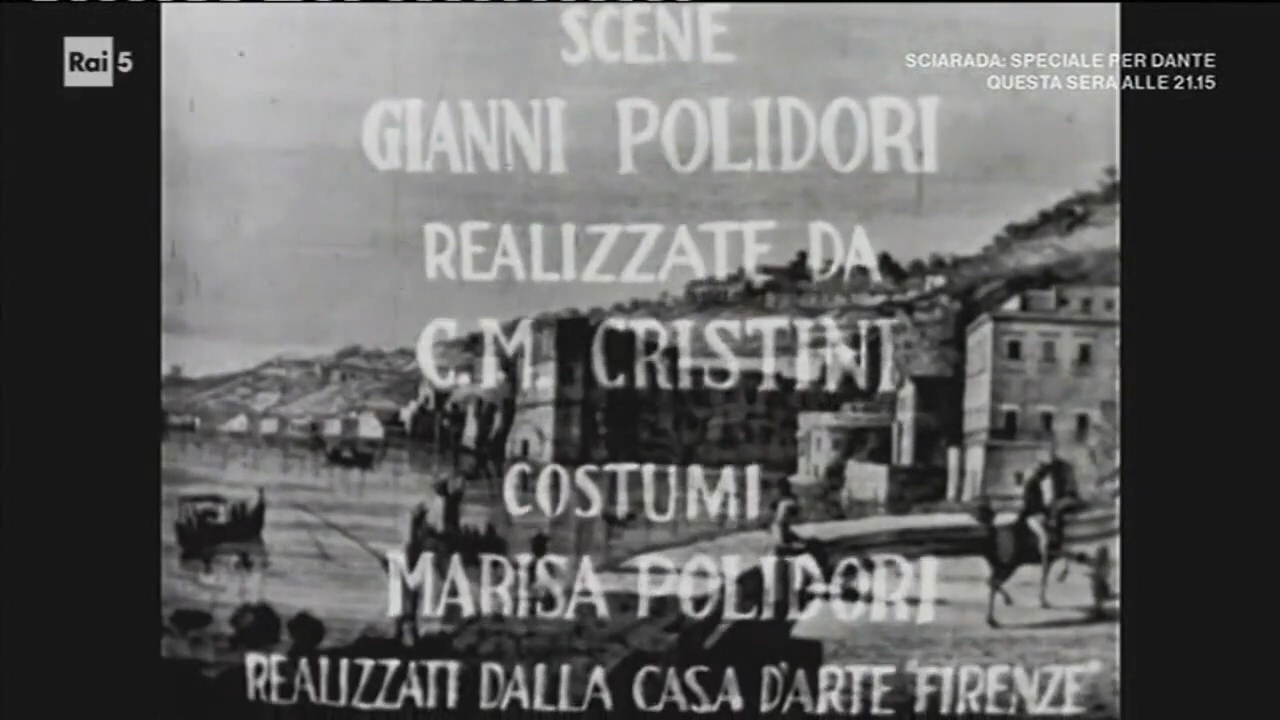 Rai 5
SCIARADA: SPECIALE PER DANTE
QUESTA SERA ALLE 21.15
SCENE
GIANNI POLIDORI
REALIZZATE DA
C.M. CRISTINI
COSTUMI
MARISA POLIDORI
REALIZZATI DALLA CASA D'ARTE "FIRENZE"